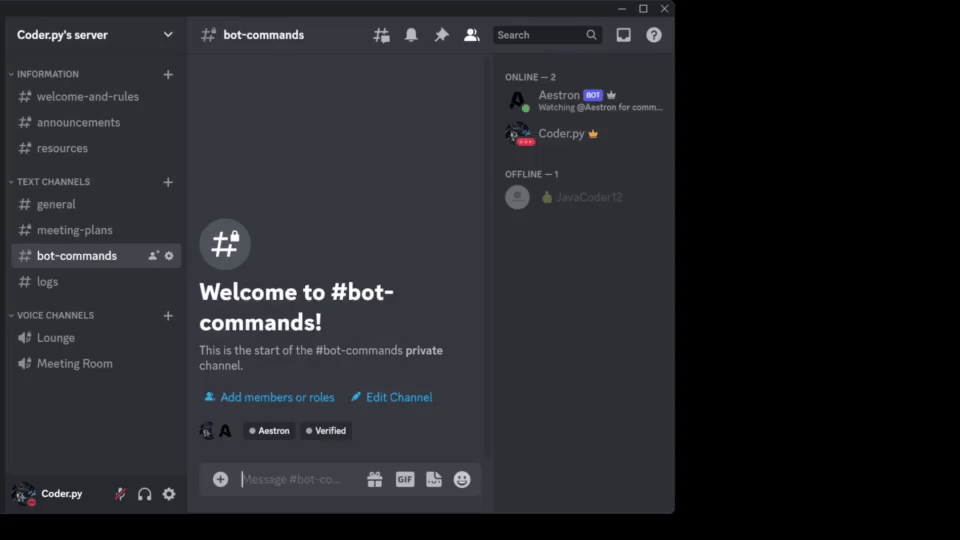 Coder.py's server
INFORMATION
welcome-and-rules
announcements
resources
TEXT CHANNELS
general
meeting-plans
bot-commands
logs
VOICE CHANNELS
Lounge
Meeting Room
Coder.py
bot-commands
Search
Welcome to #bot-
commands!
This is the start of the #bot-commands private
channel.
Add members or roles
Edit Channel
Aestron
Verified
Message #bot-co...
GIF
ONLINE — 2
Aestron BOT
Watching @Aestron for comm...
Coder.py
OFFLINE — 1
JavaCoder12